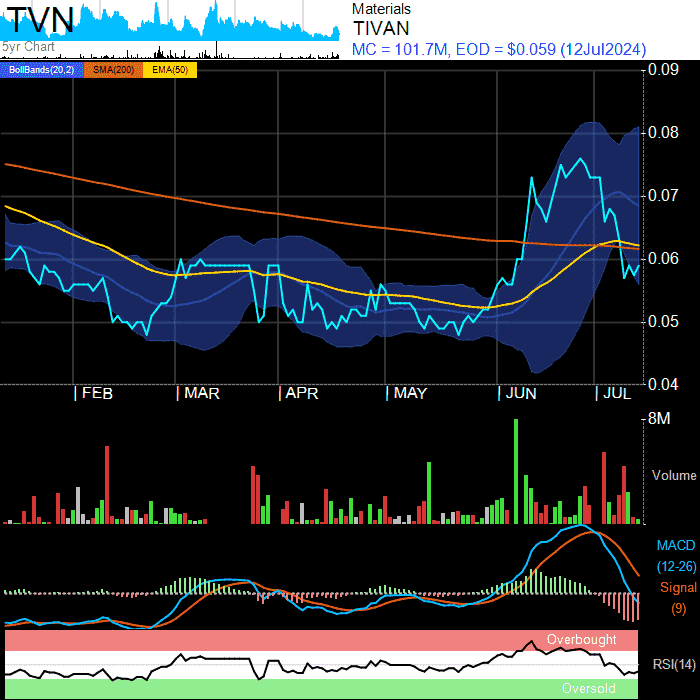 TVN
5yr Chart
Materials
TIVAN
MC = 101.7M, EOD = $0.059 (12Jul2024)
BollBands(20,2) SMA(200) EMA(50)
0.09
0.08
0.07
0.06
0.05
0.04
| FEB | MAR | APR | MAY | JUN | JUL
8M
Volume
MACD
(12-26)
Signal
(9)
Overbought
RSI(14)
Oversold